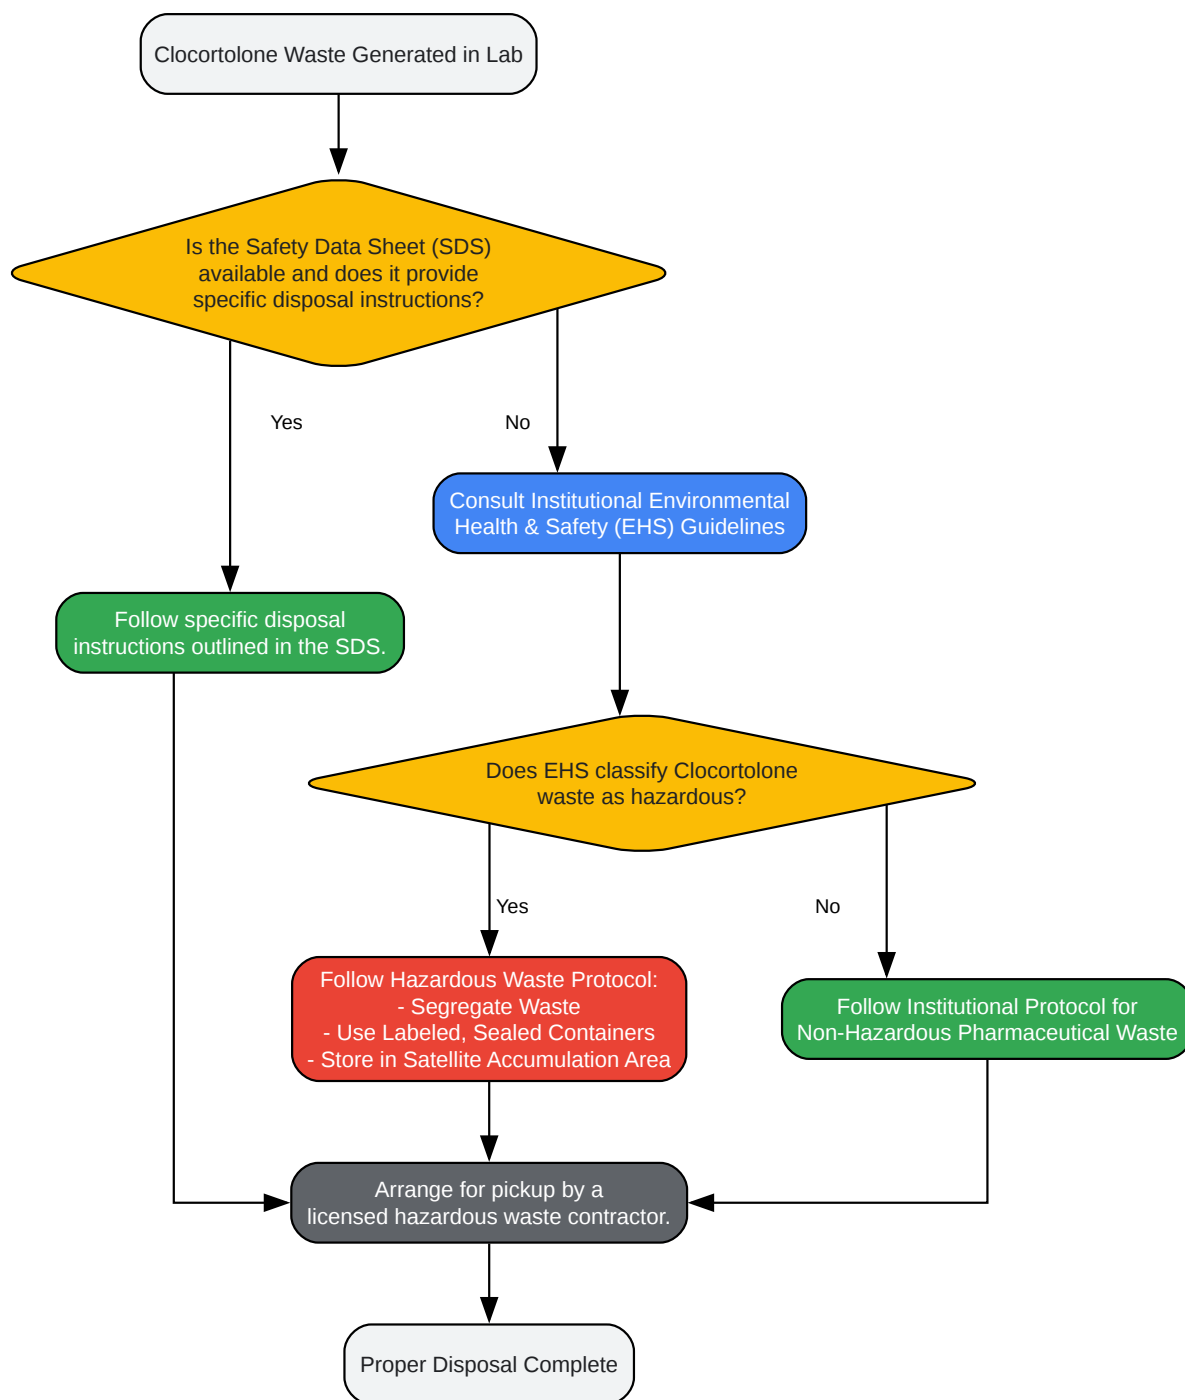 Clocortolone Waste Generated in Lab
Is the Safety Data Sheet (SDS)
available and does it provide
specific disposal instructions?
Yes
No
Consult Institutional Environmental
Health & Safety (EHS) Guidelines
Follow specific disposal
instructions outlined in the SDS.
Does EHS classify Clocortolone
waste as hazardous?
Yes
No
Follow Hazardous Waste Protocol:
- Segregate Waste
- Use Labeled, Sealed Containers
- Store in Satellite Accumulation Area
Follow Institutional Protocol for
Non-Hazardous Pharmaceutical Waste
Arrange for pickup by a
licensed hazardous waste contractor.
Proper Disposal Complete